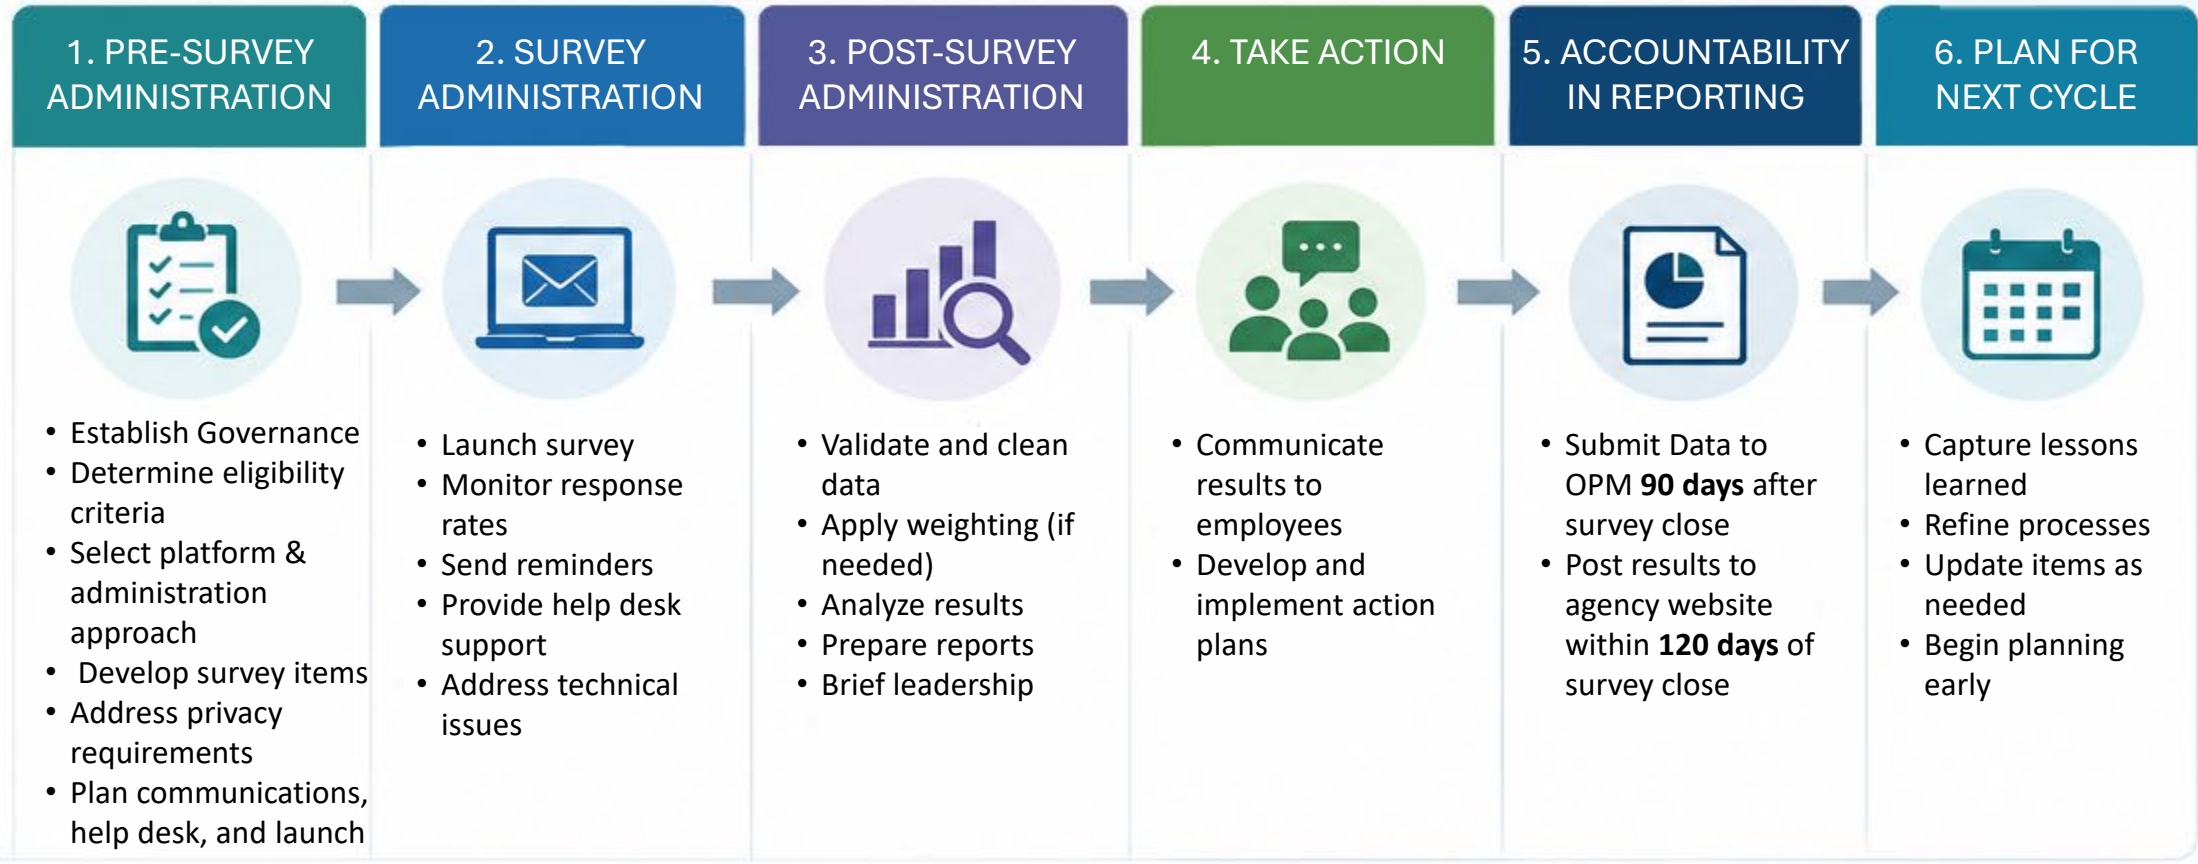 1. PRE-SURVEY
ADMINISTRATION
2. SURVEY
ADMINISTRATION
3. POST-SURVEY
ADMINISTRATION
4. TAKE ACTION
5. ACCOUNTABILITY
IN REPORTING
6. PLAN FOR
NEXT CYCLE
• Establish Governance
• Determine eligibility
criteria
• Select platform &
administration
approach
• Develop survey items
• Address privacy
requirements
• Plan communications,
help desk, and launch
• Launch survey
• Monitor response
rates
• Send reminders
• Provide help desk
support
• Address technical
issues
• Validate and clean
data
• Apply weighting (if
needed)
• Analyze results
• Prepare reports
• Brief leadership
• Communicate
results to
employees
• Develop and
implement action
plans
• Submit Data to
OPM 90 days after
survey close
• Post results to
agency website
within 120 days of
survey close
• Capture lessons
learned
• Refine processes
• Update items as
needed
• Begin planning
early